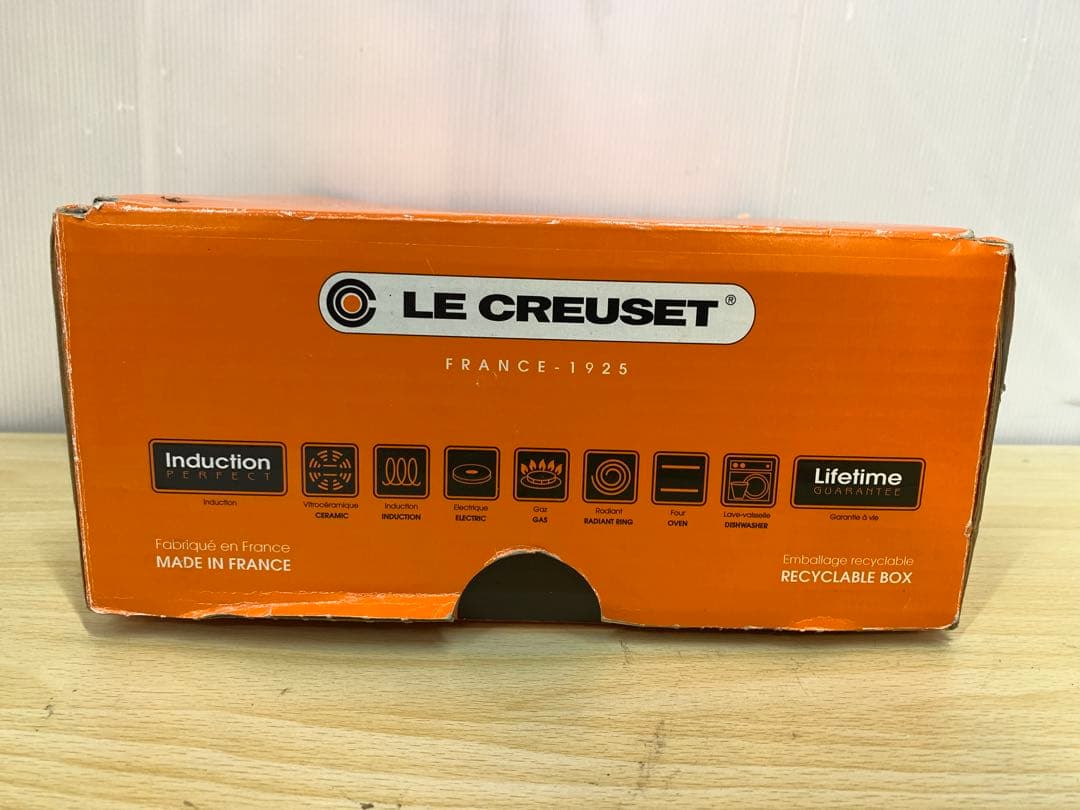 LE CREUSET®
FRANCE-1925
Induction
PERFECT
Induction
Vitrocéramique
CERAMIC
Induction
INDUCTION
Electrique
ELECTRIC
Gaz
GAS
Radiant
RADIANT RING
Four
OVEN
Lave-vaisselle
DISHWASHER
Lifetime
GUARANTEE
Garantie à vie
Fabriqué en France
MADE IN FRANCE
Emballage recyclable
RECYCLABLE BOX